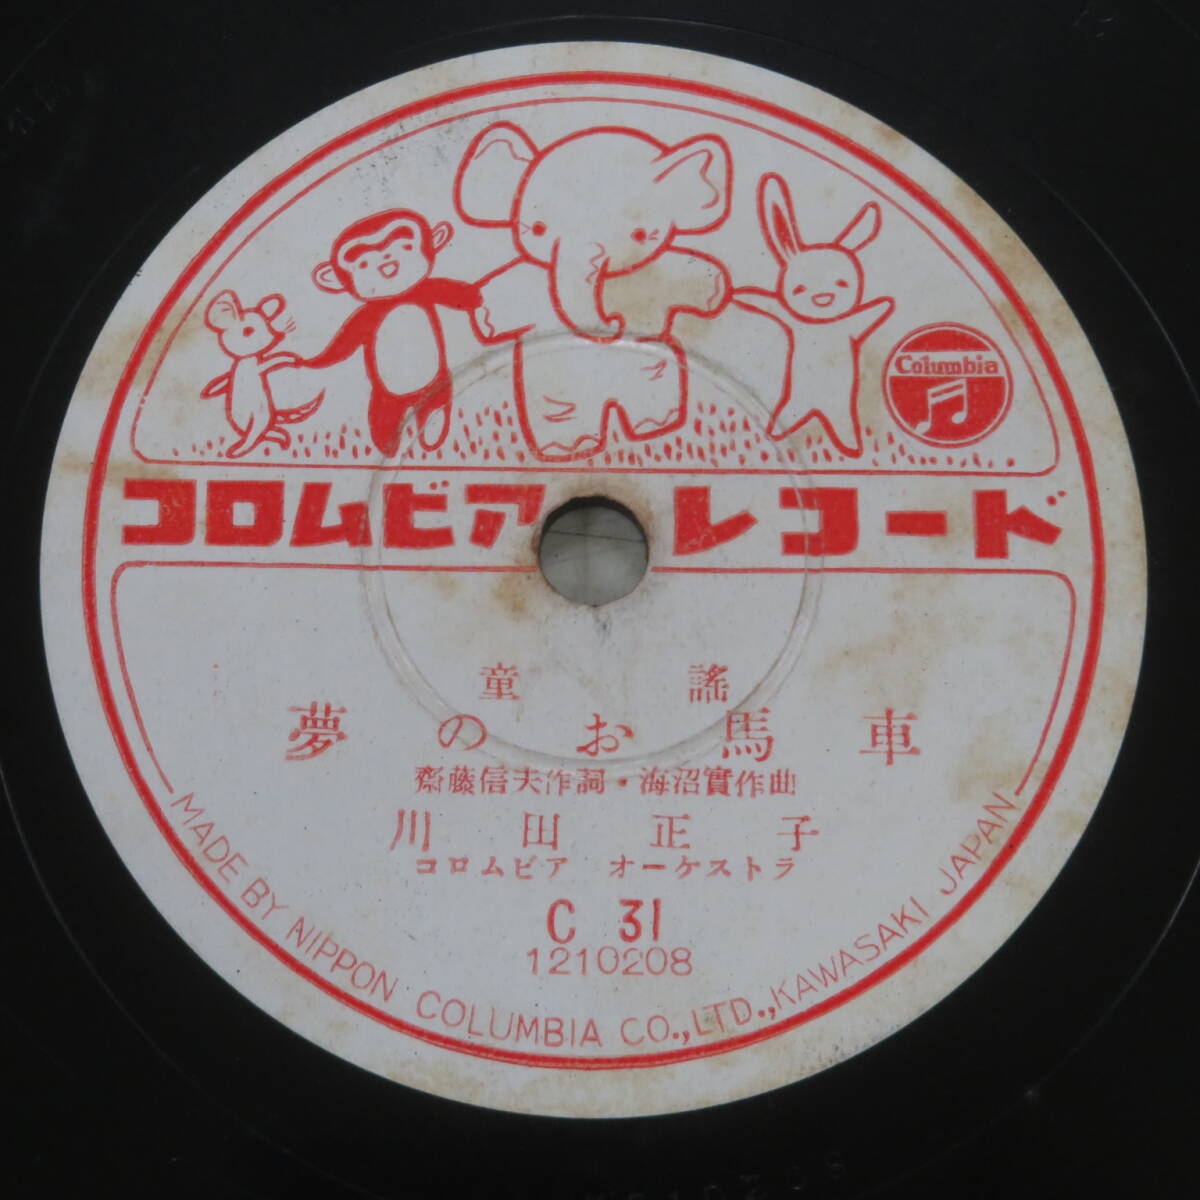 Columbia
コロムビア レコード
童謠
夢のお馬車
齋藤信夫作詞・海沼實作曲
川田正子
コロムビア オーケストラ
C 31
1210208
MADE BY NIPPON COLUMBIA CO.,LTD.,KAWASAKI JAPAN